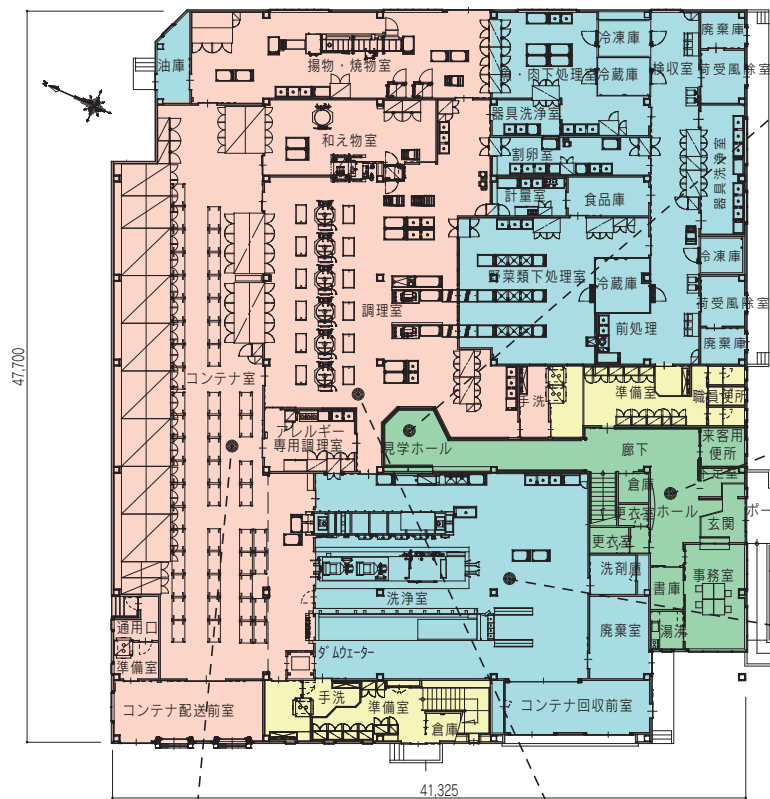 油庫
揚物・焼物室
・肉下処理室
冷凍庫
冷蔵庫
検収室
廃棄庫
荷受風除室
和え物室
器具洗浄室
割卵室
計量室
食品庫
器具洗浄室
冷凍庫
野菜類下処理室
冷蔵庫
荷受風除室
調理室
前処理
廃棄庫
コンテナ室
手洗
準備室
職員便所
アレルギー
専用調理室
見学ホール
廊下
来客用
便所
倉庫
更衣室
ホール
玄関
ポー
更衣室
洗剤庫
書庫
事務室
洗浄室
廃棄室
湯沸
通用口
準備室
ダムウェーター
コンテナ配送前室
手洗
準備室
倉庫
コンテナ回収前室
47,700
41,325